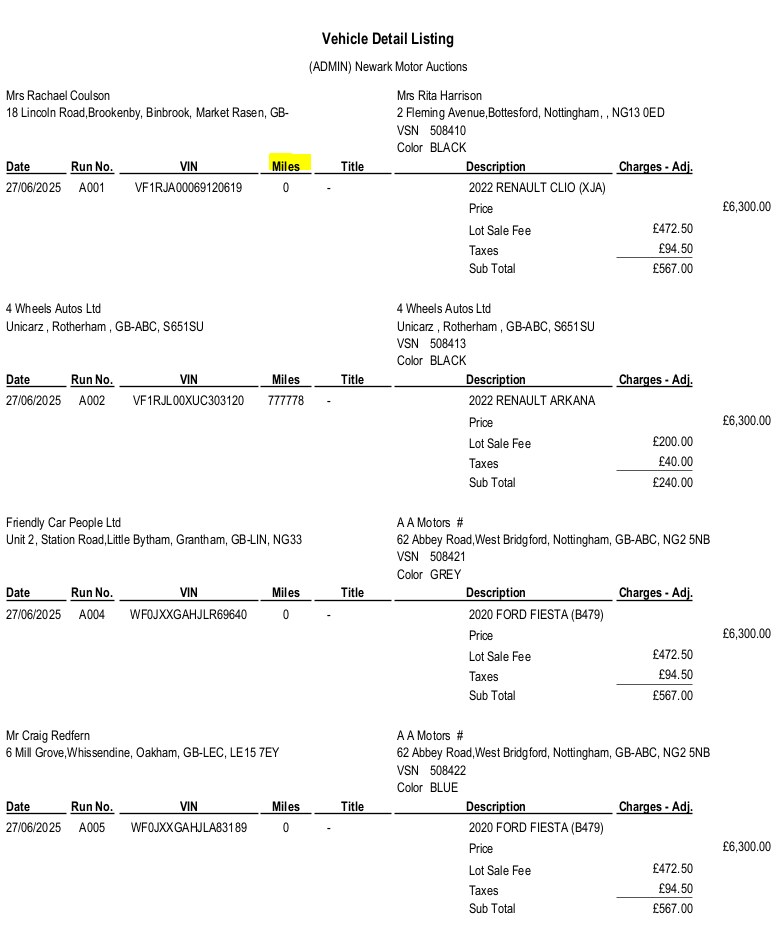 Vehicle Detail Listing
(ADMIN) Newark Motor Auctions
Mrs Rachael Coulson Mrs Rita Harrison
18 Lincoln Road,Brookenby, Binbrook, Market Rasen, GB- 2 Fleming Avenue,Bottesford, Nottingham, , NG13 0ED
VSN 508410
Color BLACK
Date Run No. VIN Miles Title Description Charges - Adj.
27/06/2025 A001 VF1RJA00069120619 0 - 2022 RENAULT CLIO (XJA)
Price £6,300.00
Lot Sale Fee £472.50
Taxes £94.50
Sub Total £567.00
4 Wheels Autos Ltd 4 Wheels Autos Ltd
Unicarz , Rotherham , GB-ABC, S651SU Unicarz , Rotherham , GB-ABC, S651SU
VSN 508413
Color BLACK
Date Run No. VIN Miles Title Description Charges - Adj.
27/06/2025 A002 VF1RJL00XUC303120 777778 - 2022 RENAULT ARKANA
Price £6,300.00
Lot Sale Fee £200.00
Taxes £40.00
Sub Total £240.00
Friendly Car People Ltd A A Motors #
Unit 2, Station Road,Little Bytham, Grantham, GB-LIN, NG33 62 Abbey Road,West Bridgford, Nottingham, GB-ABC, NG2 5NB
VSN 508421
Color GREY
Date Run No. VIN Miles Title Description Charges - Adj.
27/06/2025 A004 WF0JXXGAHJLR69640 0 - 2020 FORD FIESTA (B479)
Price £6,300.00
Lot Sale Fee £472.50
Taxes £94.50
Sub Total £567.00
Mr Craig Redfern A A Motors #
6 Mill Grove,Whissendine, Oakham, GB-LEC, LE15 7EY 62 Abbey Road,West Bridgford, Nottingham, GB-ABC, NG2 5NB
VSN 508422
Color BLUE
Date Run No. VIN Miles Title Description Charges - Adj.
27/06/2025 A005 WF0JXXGAHJLA83189 0 - 2020 FORD FIESTA (B479)
Price £6,300.00
Lot Sale Fee £472.50
Taxes £94.50
Sub Total £567.00